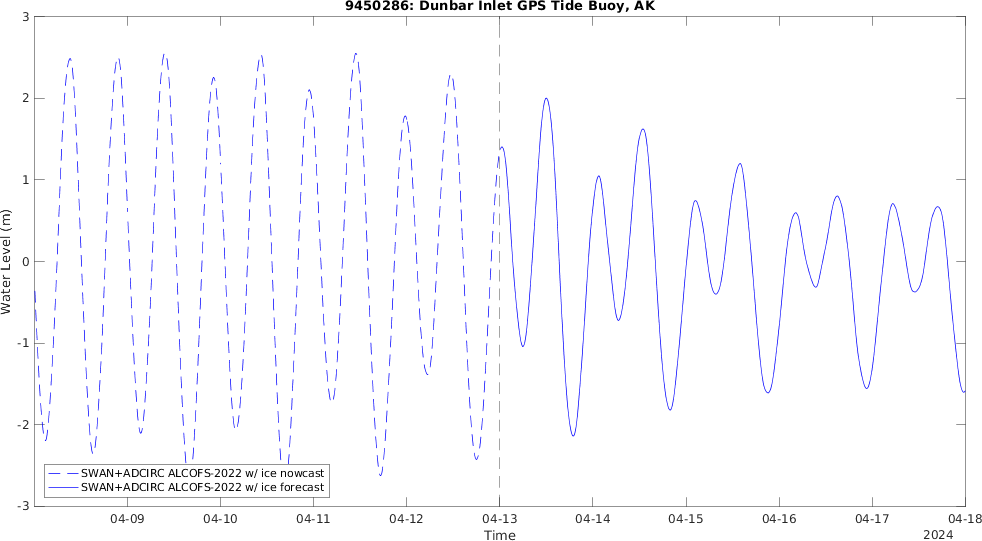 9450286: Dunbar Inlet GPS Tide Buoy, AK
3
2
1
0
-1
-2
-3
Water Level (m)
SWAN+ADCIRC ALCOFS-2022 w/ ice nowcast
SWAN+ADCIRC ALCOFS-2022 w/ ice forecast
04-09 04-10 04-11 04-12 04-13 04-14 04-15 04-16 04-17 04-18
Time
2024